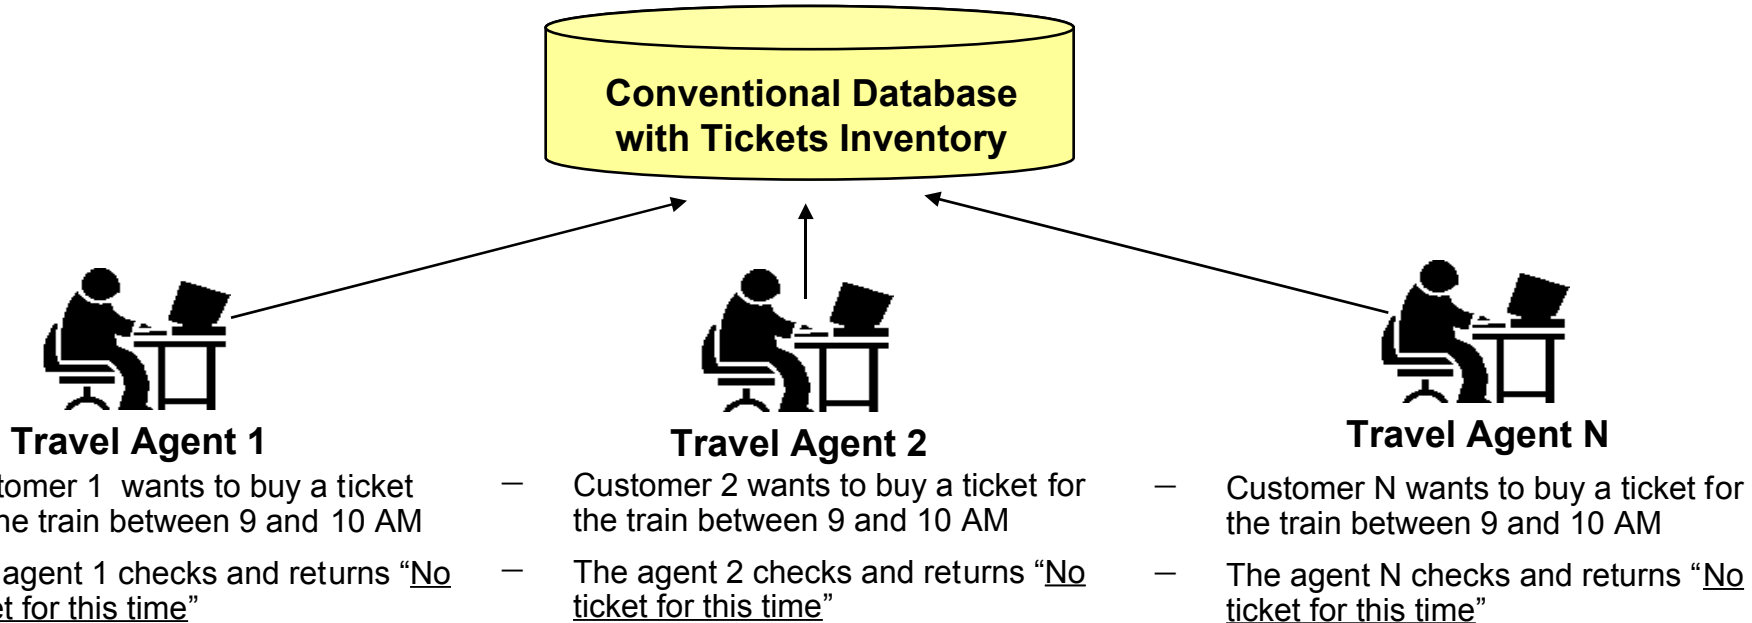 Conventional Database
with Tickets Inventory
Travel Agent 1
tomer 1 wants to buy a ticket
he train between 9 and 10 AM
agent 1 checks and returns “No
et for this time”
Travel Agent 2
– Customer 2 wants to buy a ticket for
the train between 9 and 10 AM
– The agent 2 checks and returns “No
ticket for this time”
Travel Agent N
– Customer N wants to buy a ticket for
the train between 9 and 10 AM
– The agent N checks and returns “No
ticket for this time”